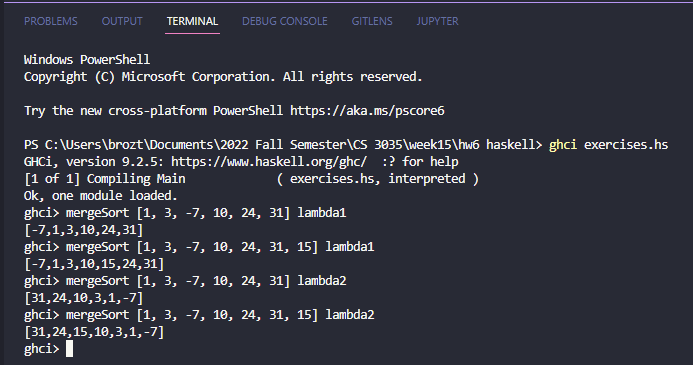 PROBLEMS OUTPUT TERMINAL DEBUG CONSOLE GITLENS JUPYTER
Windows PowerShell
Copyright (C) Microsoft Corporation. All rights reserved.
Try the new cross-platform PowerShell https://aka.ms/pscore6
PS C:\Users\brozt\Documents\2022 Fall Semester\CS 3035\week15\hw6 haskell> ghci exercises.hs
GHCi, version 9.2.5: https://www.haskell.org/ghc/  :? for help
[1 of 1] Compiling Main             ( exercises.hs, interpreted )
Ok, one module loaded.
ghci> mergeSort [1, 3, -7, 10, 24, 31] lambda1
[-7,1,3,10,24,31]
ghci> mergeSort [1, 3, -7, 10, 24, 31, 15] lambda1
[-7,1,3,10,15,24,31]
ghci> mergeSort [1, 3, -7, 10, 24, 31] lambda2
[31,24,10,3,1,-7]
ghci> mergeSort [1, 3, -7, 10, 24, 31, 15] lambda2
[31,24,15,10,3,1,-7]
ghci>